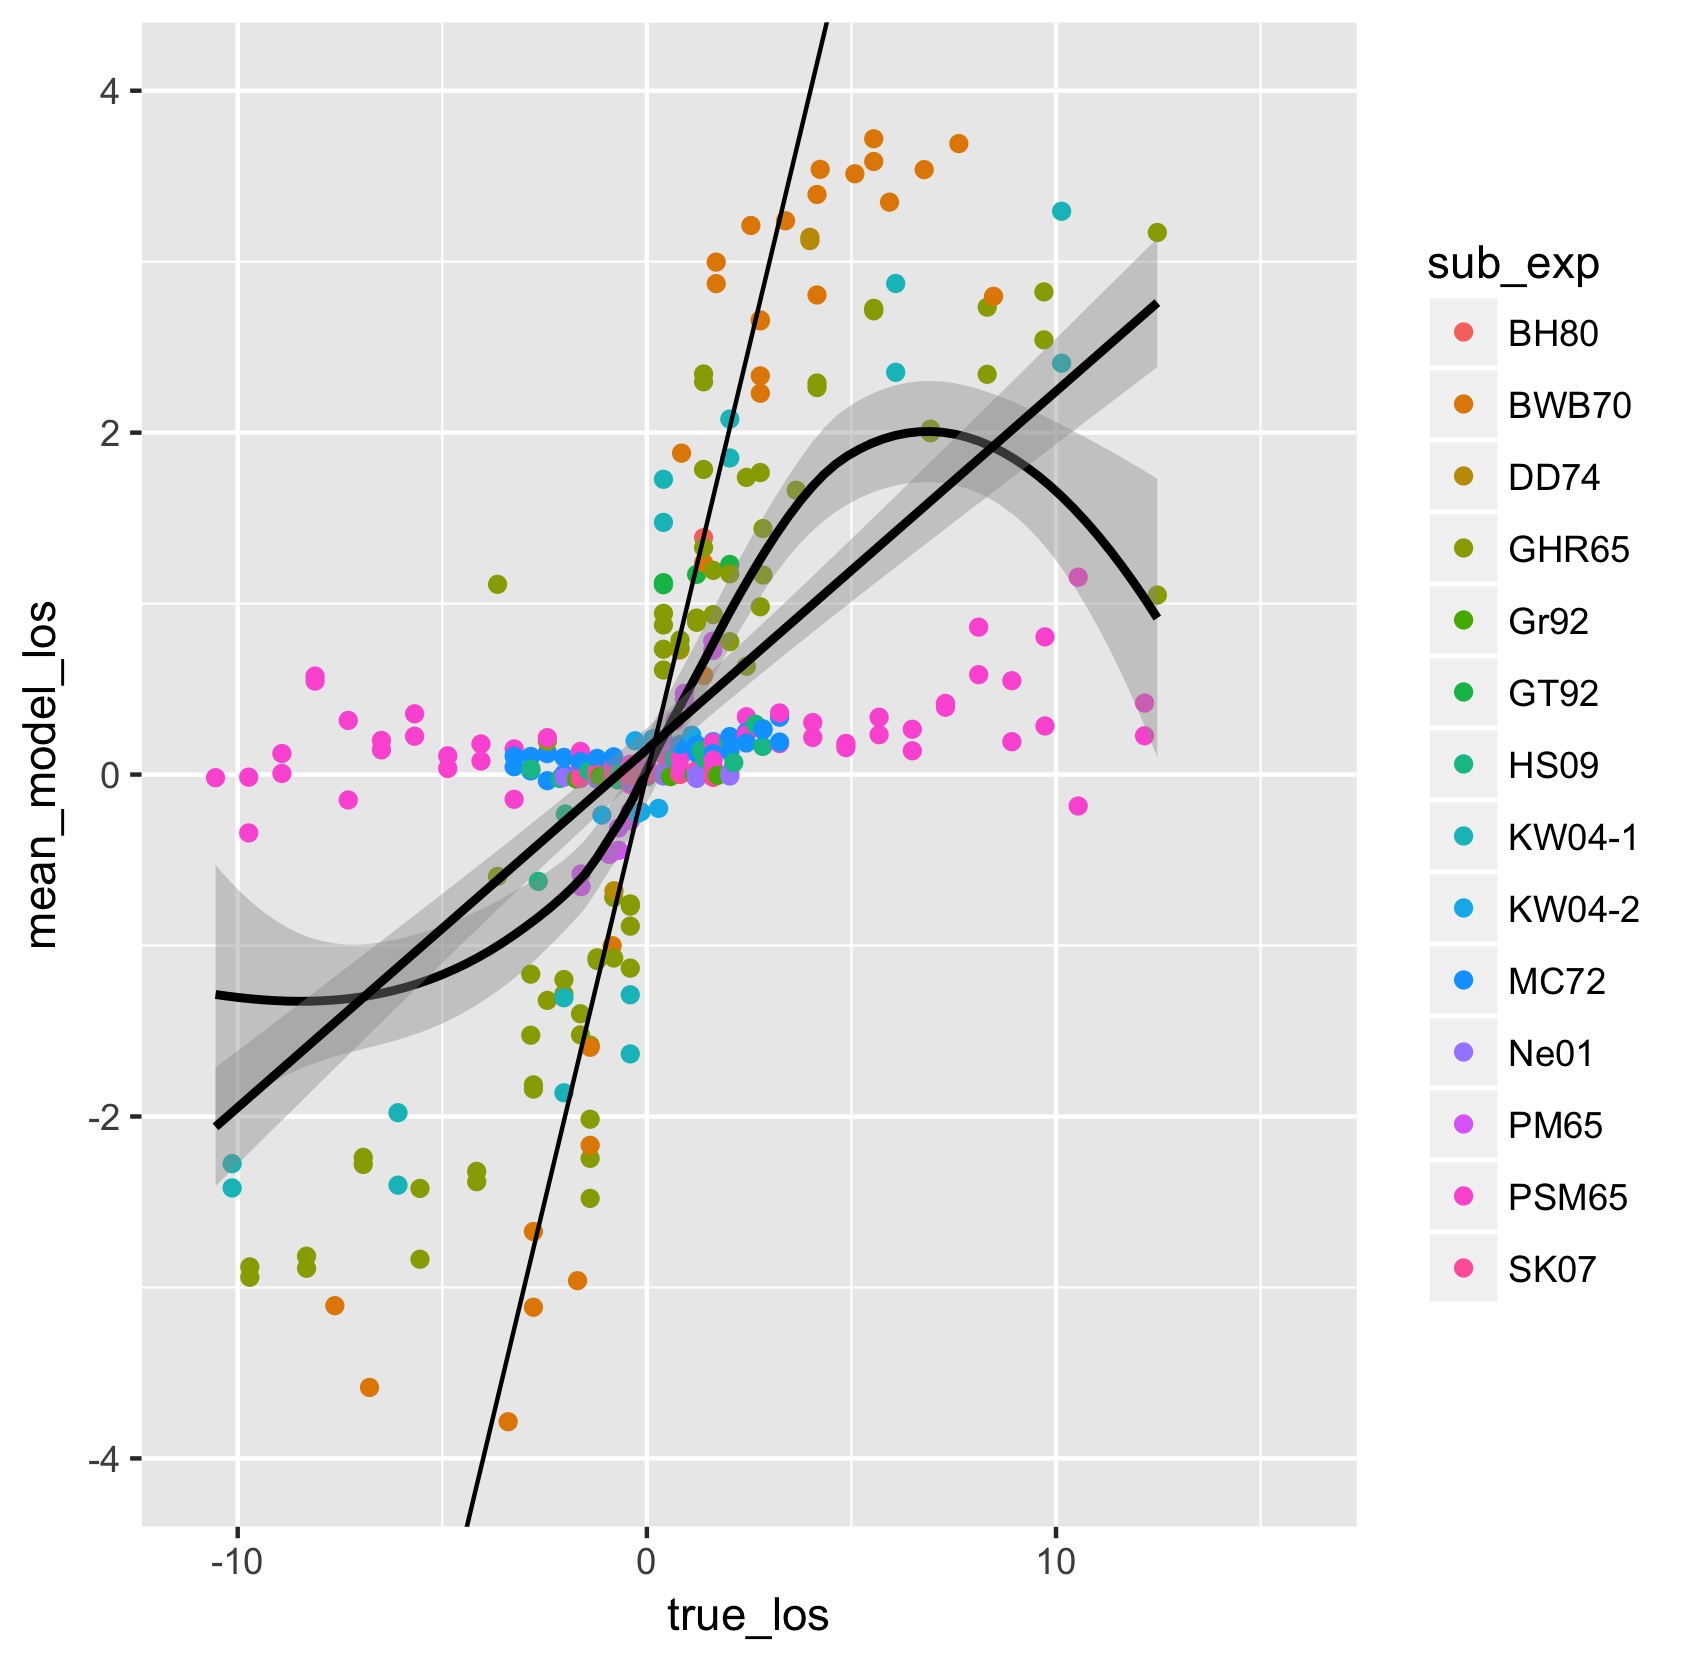 4
2
0
-2
-4
mean_model_los
-10
0
10
true_los
sub_exp
BH80
BWB70
DD74
GHR65
Gr92
GT92
HS09
KW04-1
KW04-2
MC72
Ne01
PM65
PSM65
SK07